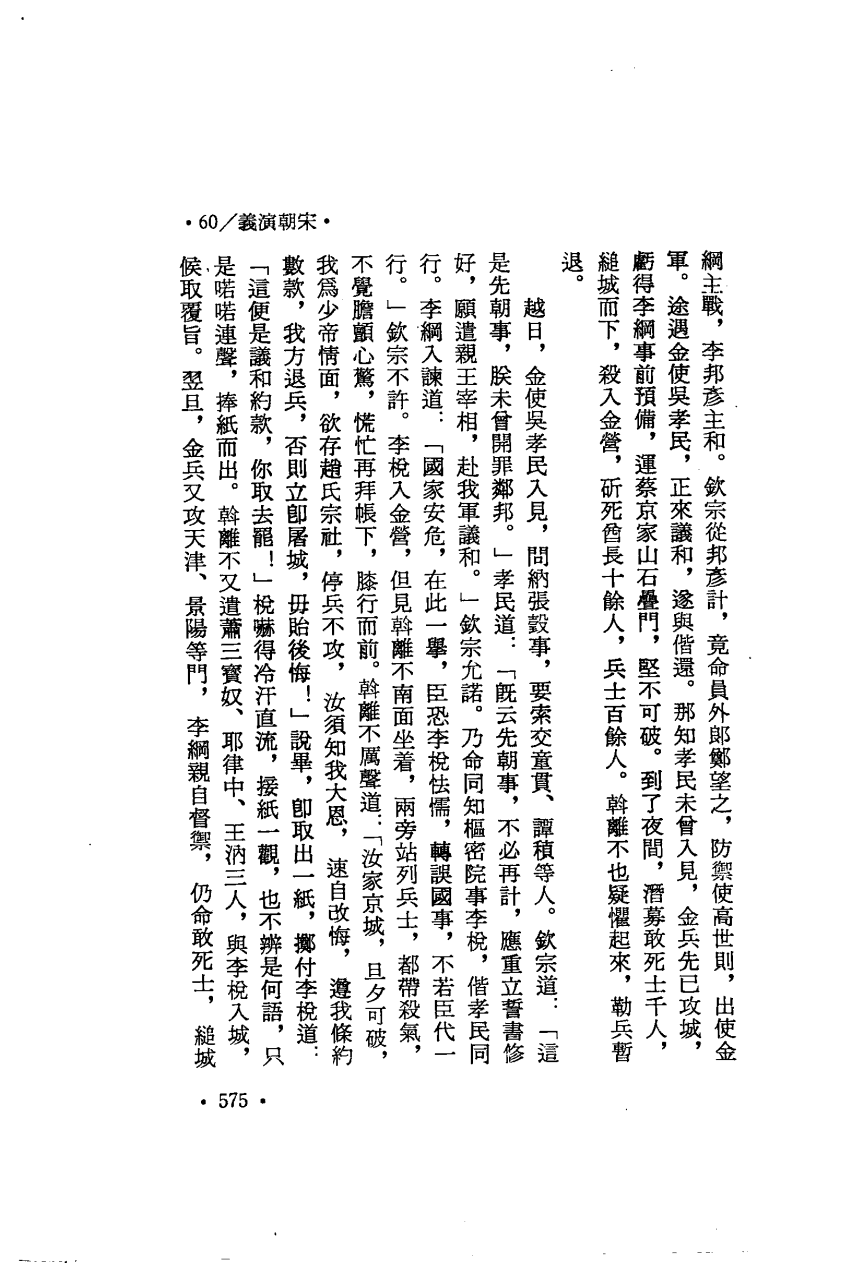 ·60/義演朝宋·
綱主戰，李邦彥主和。欽宗從邦彥計，竟命員外郎鄭望之，防禦使高世則，出使金
軍。途遇金使吳孝民，正來議和，遂與偕還。那知孝民未曾入見，金兵先已攻城，
虧得李綱事前預備，運蔡京家山石疊門，堅不可破。到了夜間，潛募敢死士千人，
縋城而下，殺入金營，斫死酋長十餘人，兵士百餘人。斡離不也疑懼起來，勒兵暫
退。
越日，金使吳孝民入見，問納張瑴事，要索交童貫、譚稹等人。欽宗道：「這
是先朝事，朕未曾開罪鄰邦。」孝民道：「旣云先朝事，不必再計，應重立誓書修
好，願遣親王宰相，赴我軍議和。」欽宗允諾。乃命同知樞密院事李梲，偕孝民同
行。李綱入諫道：「國家安危，在此一擧，臣恐李梲怯懦，轉誤國事，不若臣代一
行。」欽宗不許。李梲入金營，但見斡離不南面坐着，兩旁站列兵士，都帶殺氣，
不覺膽顫心驚，慌忙再拜帳下，膝行而前。斡離不厲聲道：「汝家京城，旦夕可破，
我爲少帝情面，欲存趙氏宗社，停兵不攻，汝須知我大恩，速自改悔，遵我條約
數款，我方退兵，否則立卽屠城，毋貽後悔！」說畢，卽取出一紙，擲付李梲道：
「這便是議和約款，你取去罷！」梲嚇得冷汗直流，接紙一觀，也不辨是何語，只
是喏喏連聲，捧紙而出。斡離不又遣蕭三寶奴、耶律中、王汭三人，與李梲入城，
候取覆旨。翌旦，金兵又攻天津、景陽等門，李綱親自督禦，仍命敢死士，縋城
·575·